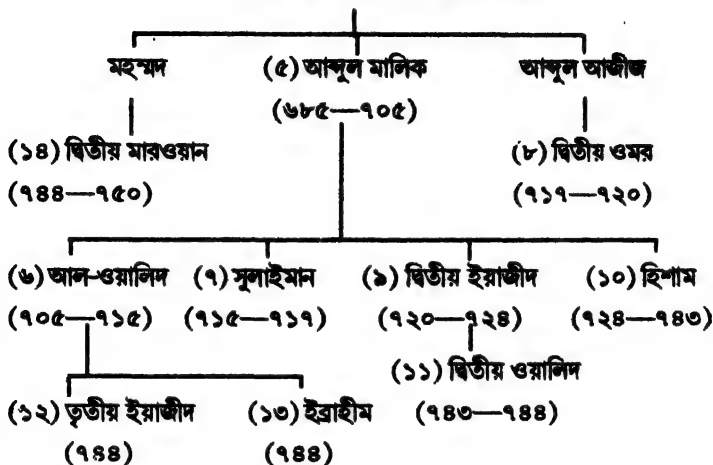 মহম্মদ (৫) আব্দুল মালিক আব্দুল আজীজ
(৬৮৫—৭০৫)
(১৪) দ্বিতীয় মারওয়ান (৮) দ্বিতীয় ওমর
(৭৪৪—৭৫০) (৭১৭—৭২০)
(৬) আল-ওয়ালিদ (৭) সুলাইমান (৯) দ্বিতীয় ইয়াজীদ (১০) হিশাম
(৭০৫—৭১৫) (৭১৫—৭১৭) (৭২০—৭২৪) (৭২৪—৭৪৩)
(১১) দ্বিতীয় ওয়ালিদ
(১২) তৃতীয় ইয়াজীদ (১৩) ইব্রাহীম (৭৪৩—৭৪৪)
(৭৪৪) (৭৪৪)